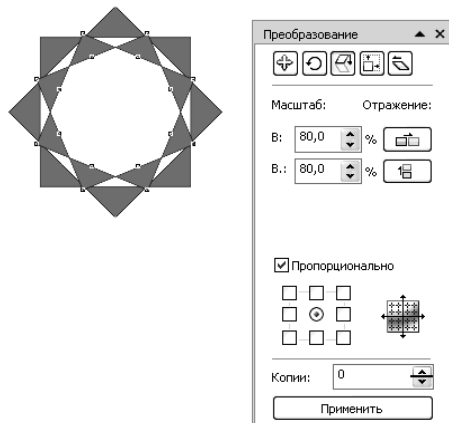 Преобразование
Масштаб: Отражение:
В: 80,0 %
В.: 80,0 %
Пропорционально
Копии: 0
Применить